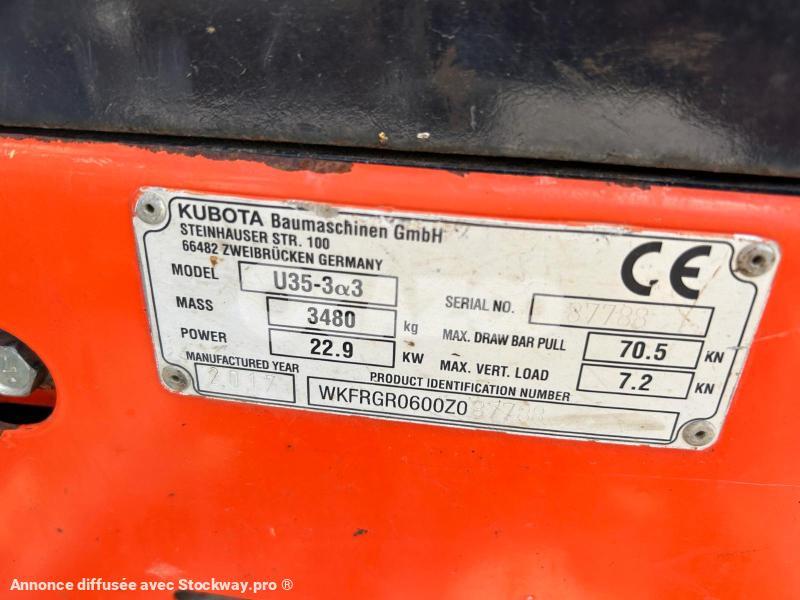 KUBOTA Baumaschinen GmbH
STEINHAUSER STR. 100
66482 ZWEIBRÜCKEN GERMANY
MODEL U35-3α3
MASS 3480 kg
POWER 22.9 KW
SERIAL NO. 37788
MAX. DRAW BAR PULL 70.5 KN
MAX. VERT. LOAD 7.2 KN
MANUFACTURED YEAR
2017
PRODUCT IDENTIFICATION NUMBER
WKFRGR0600Z037788
CE
Annonce diffusée avec Stockway.pro ®